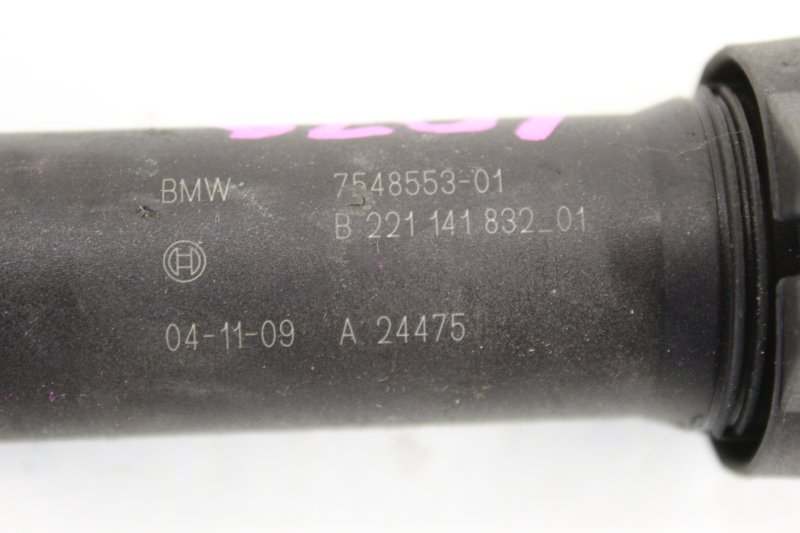 BMW 7548553-01
B 221 141 832_01
04-11-09 A 24475